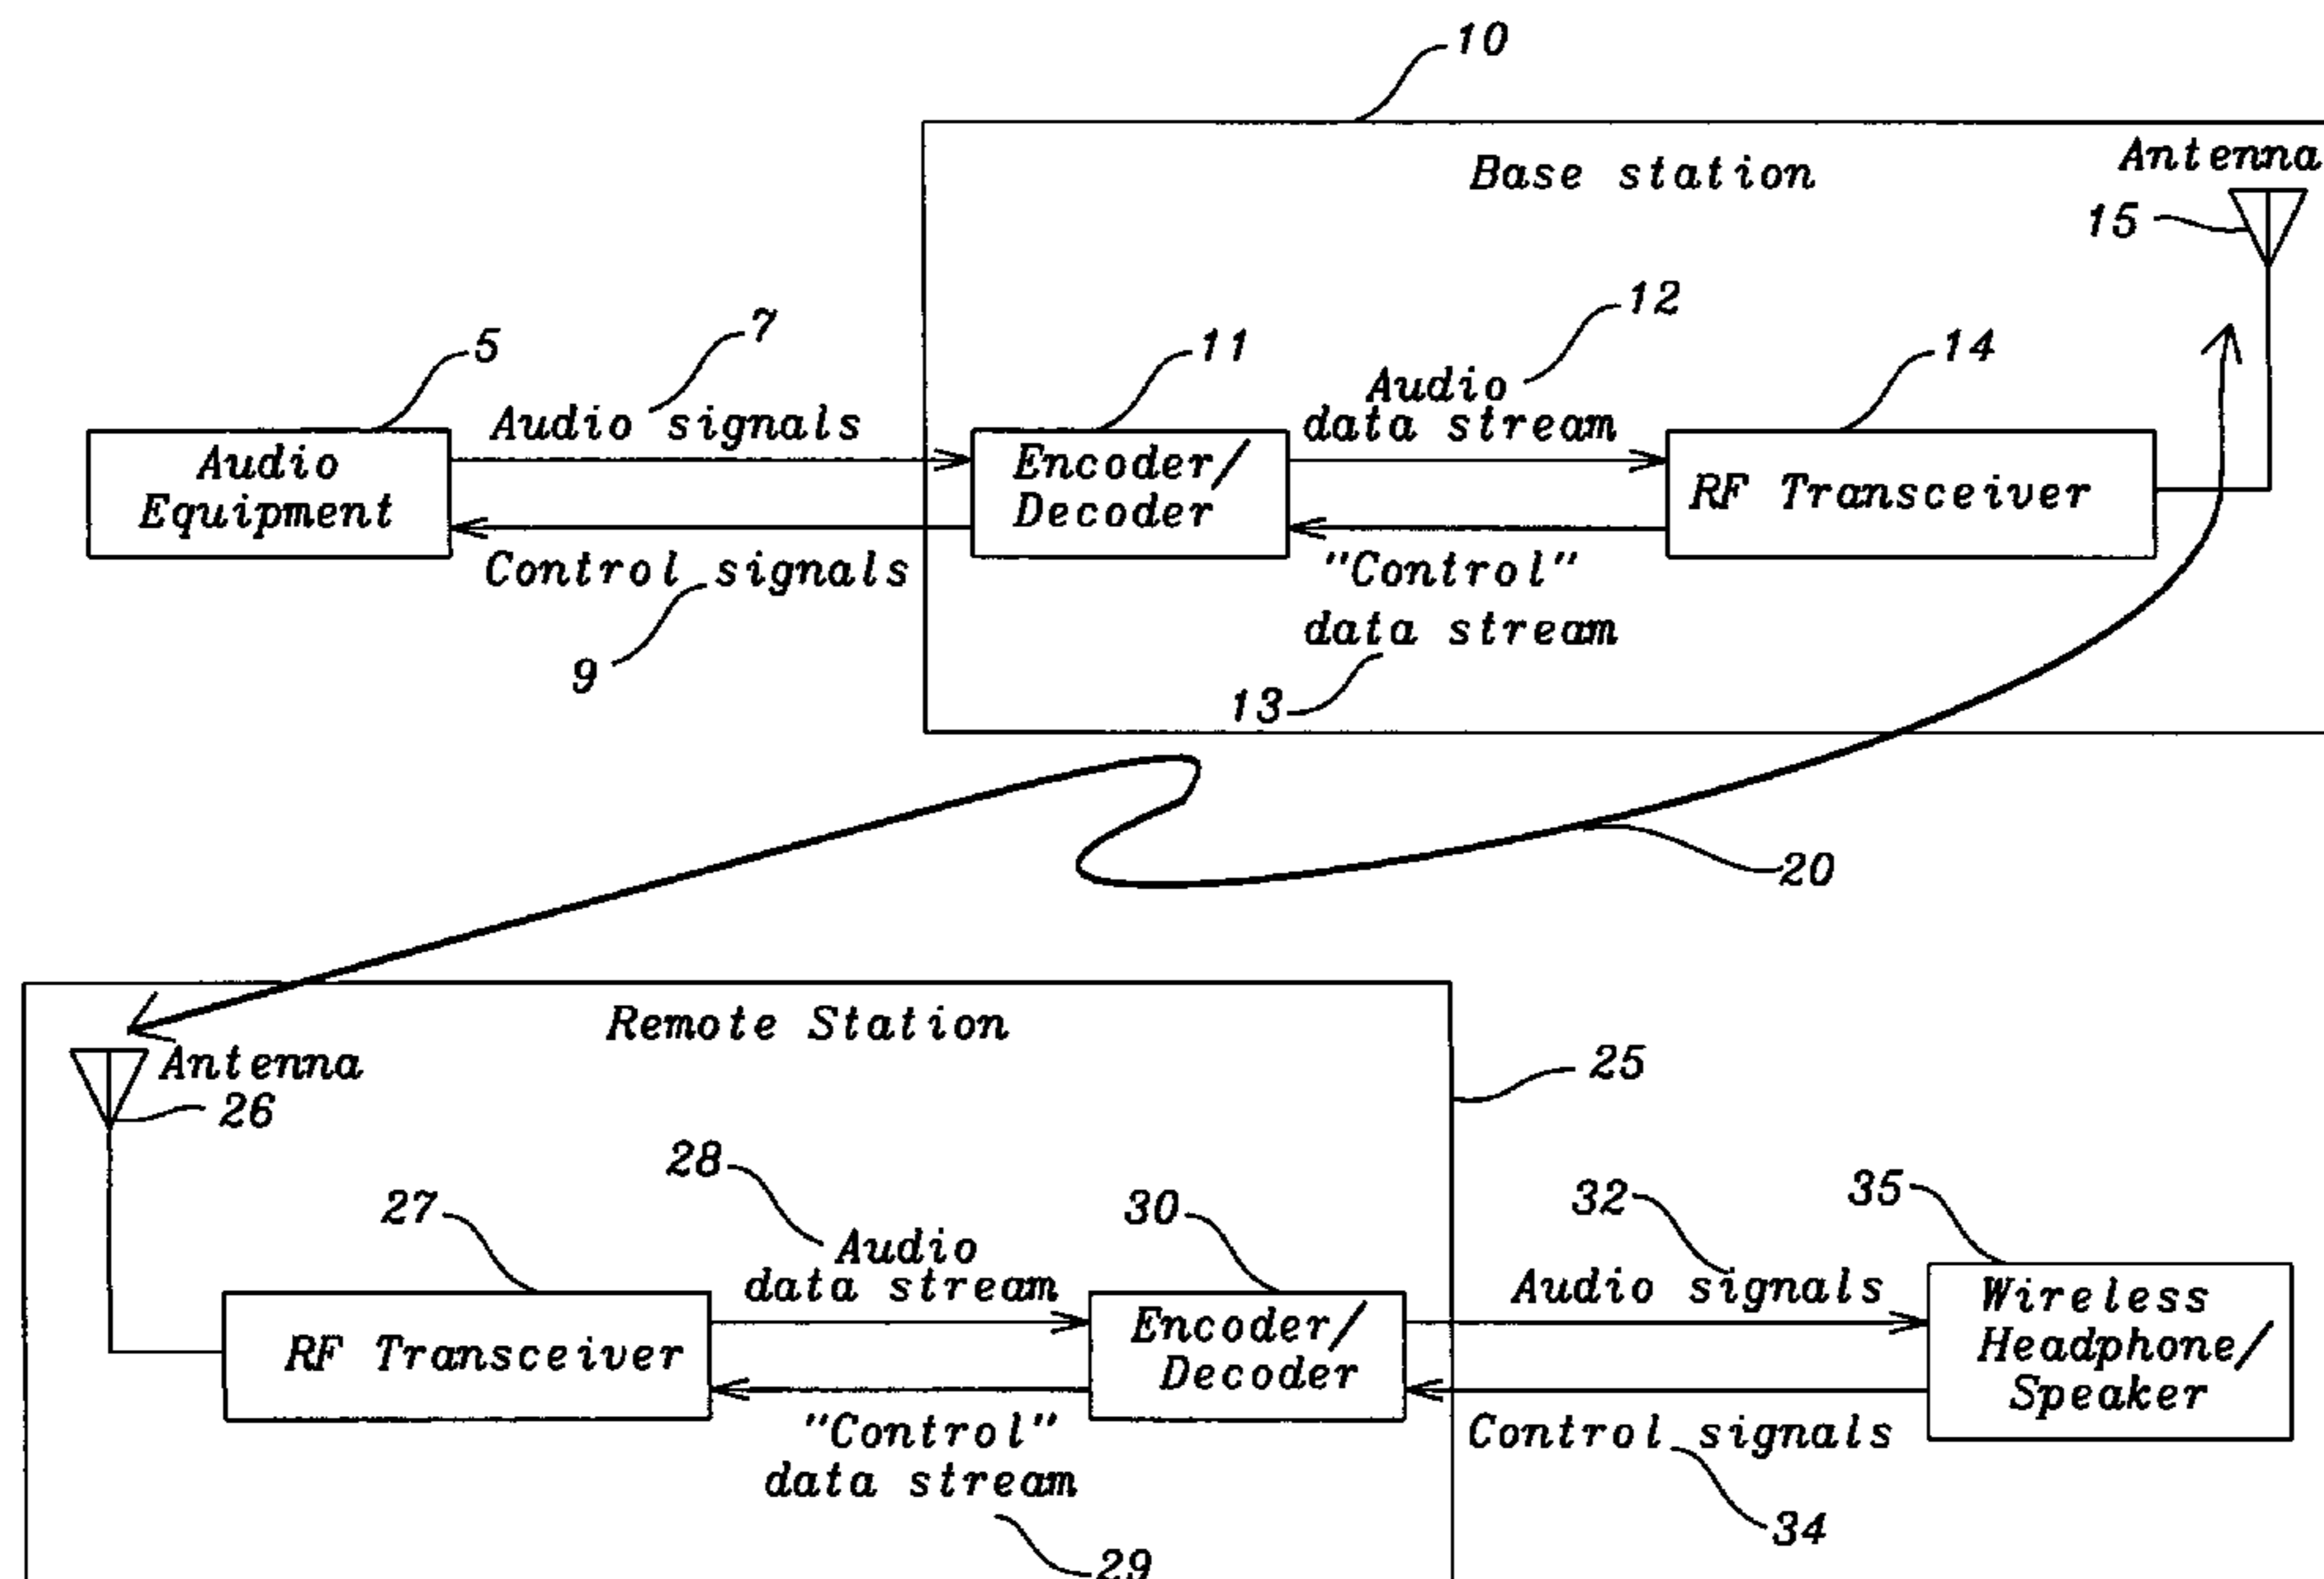 10
Base station
Antenna
15
12
7
5
11
14
Audio
Audio signals
data stream
Audio
Equipment
Encoder/
Decoder
RF Transceiver
Control signals
"Control"
data stream
9
13
20
Remote Station
Antenna
26
25
28
27
30
32
35
Audio
data stream
Audio signals
RF Transceiver
Encoder/
Decoder
Wireless
Headphone/
Speaker
"Control"
data stream
Control signals
34
29